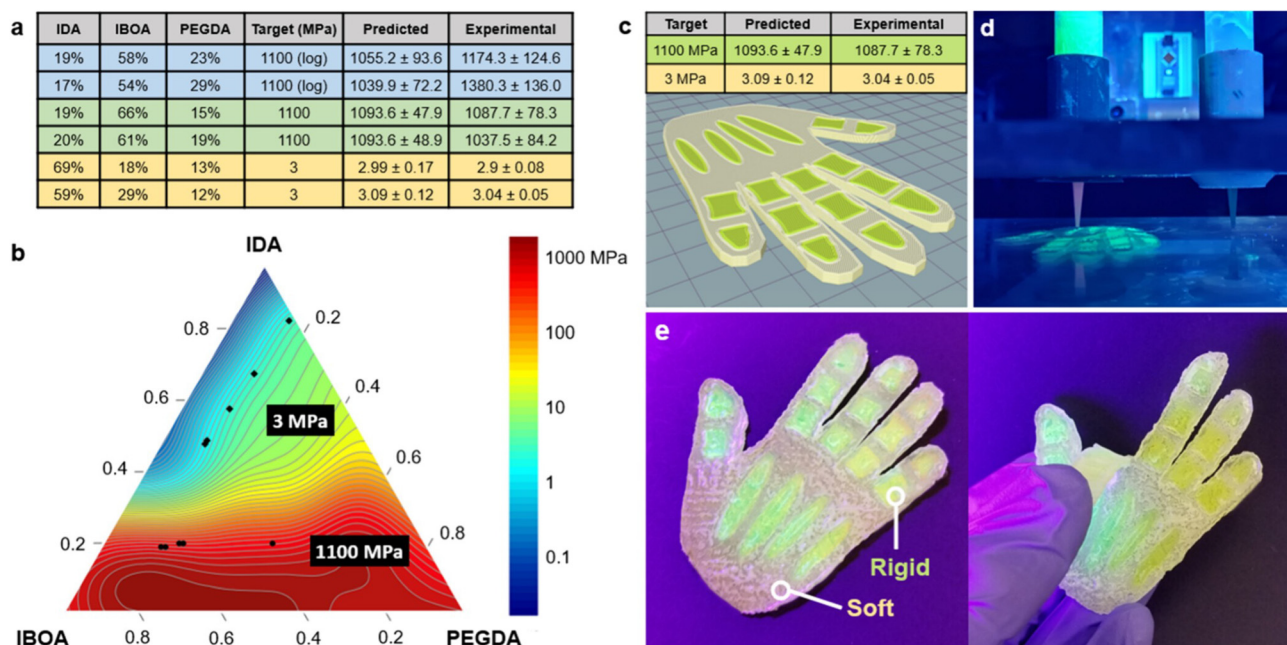 a
IDA IBOA PEGDA Target (MPa) Predicted Experimental
19% 58% 23% 1100 (log) 1055.2 ± 93.6 1174.3 ± 124.6
17% 54% 29% 1100 (log) 1039.9 ± 72.2 1380.3 ± 136.0
19% 66% 15% 1100 1093.6 ± 47.9 1087.7 ± 78.3
20% 61% 19% 1100 1093.6 ± 48.9 1037.5 ± 84.2
69% 18% 13% 3 2.99 ± 0.17 2.9 ± 0.08
59% 29% 12% 3 3.09 ± 0.12 3.04 ± 0.05
b
IDA
0.8 0.2
0.6 0.4
3 MPa
0.4 0.6
0.2 0.8
1100 MPa
IBOA 0.8 0.6 0.4 0.2 PEGDA
1000 MPa
100
10
1
0.1
c
Target Predicted Experimental
1100 MPa 1093.6 ± 47.9 1087.7 ± 78.3
3 MPa 3.09 ± 0.12 3.04 ± 0.05
d
e
Rigid
Soft